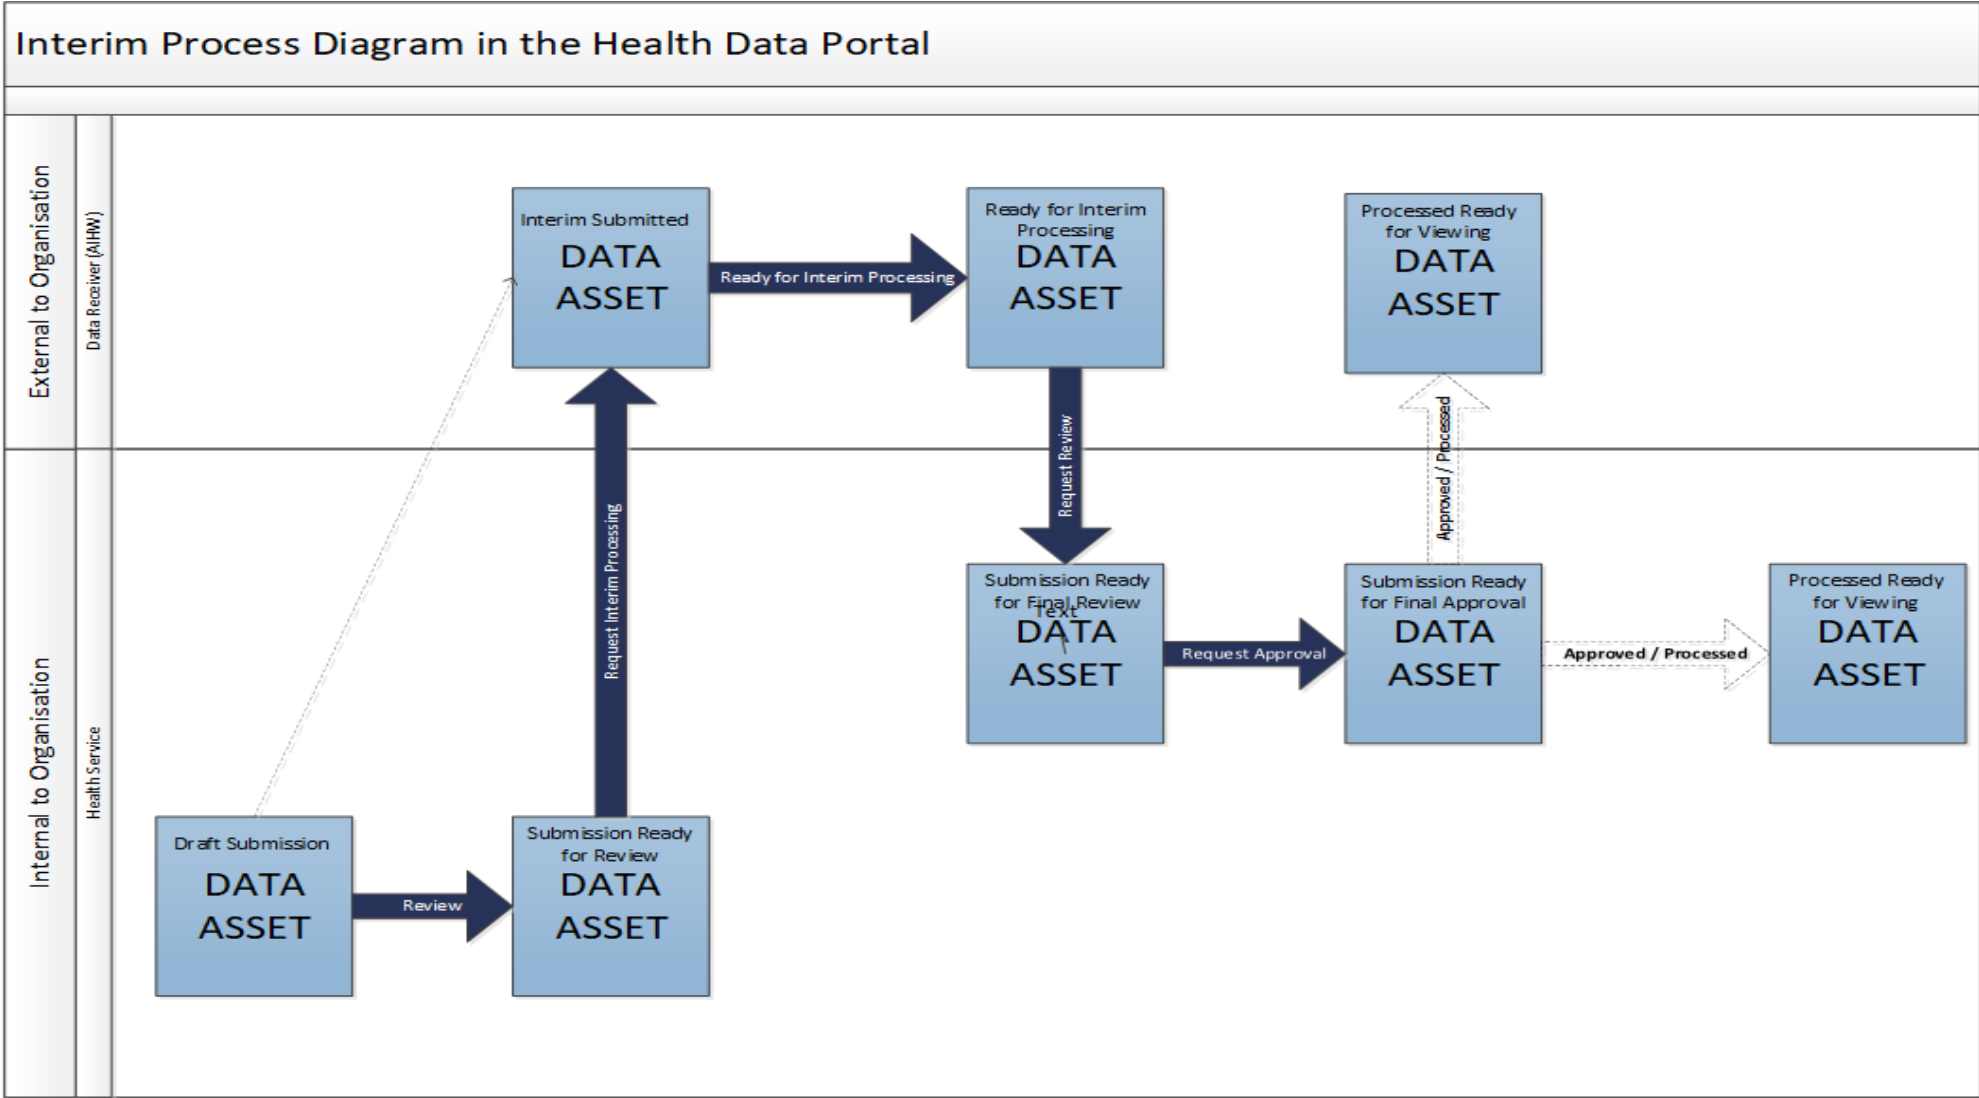 Interim Process Diagram in the Health Data Portal
External to Organisation
Data Receiver (AIHW)
Interim Submitted
DATA
ASSET
Ready for Interim Processing
Ready for Interim
Processing
DATA
ASSET
Processed Ready
for Viewing
DATA
ASSET
Request Interim Processing
Request Review
Approved / Processed
Internal to Organisation
Health Service
Submission Ready
for Final Review
Text
DATA
ASSET
Request Approval
Submission Ready
for Final Approval
DATA
ASSET
Approved / Processed
Processed Ready
for Viewing
DATA
ASSET
Draft Submission
DATA
ASSET
Review
Submission Ready
for Review
DATA
ASSET